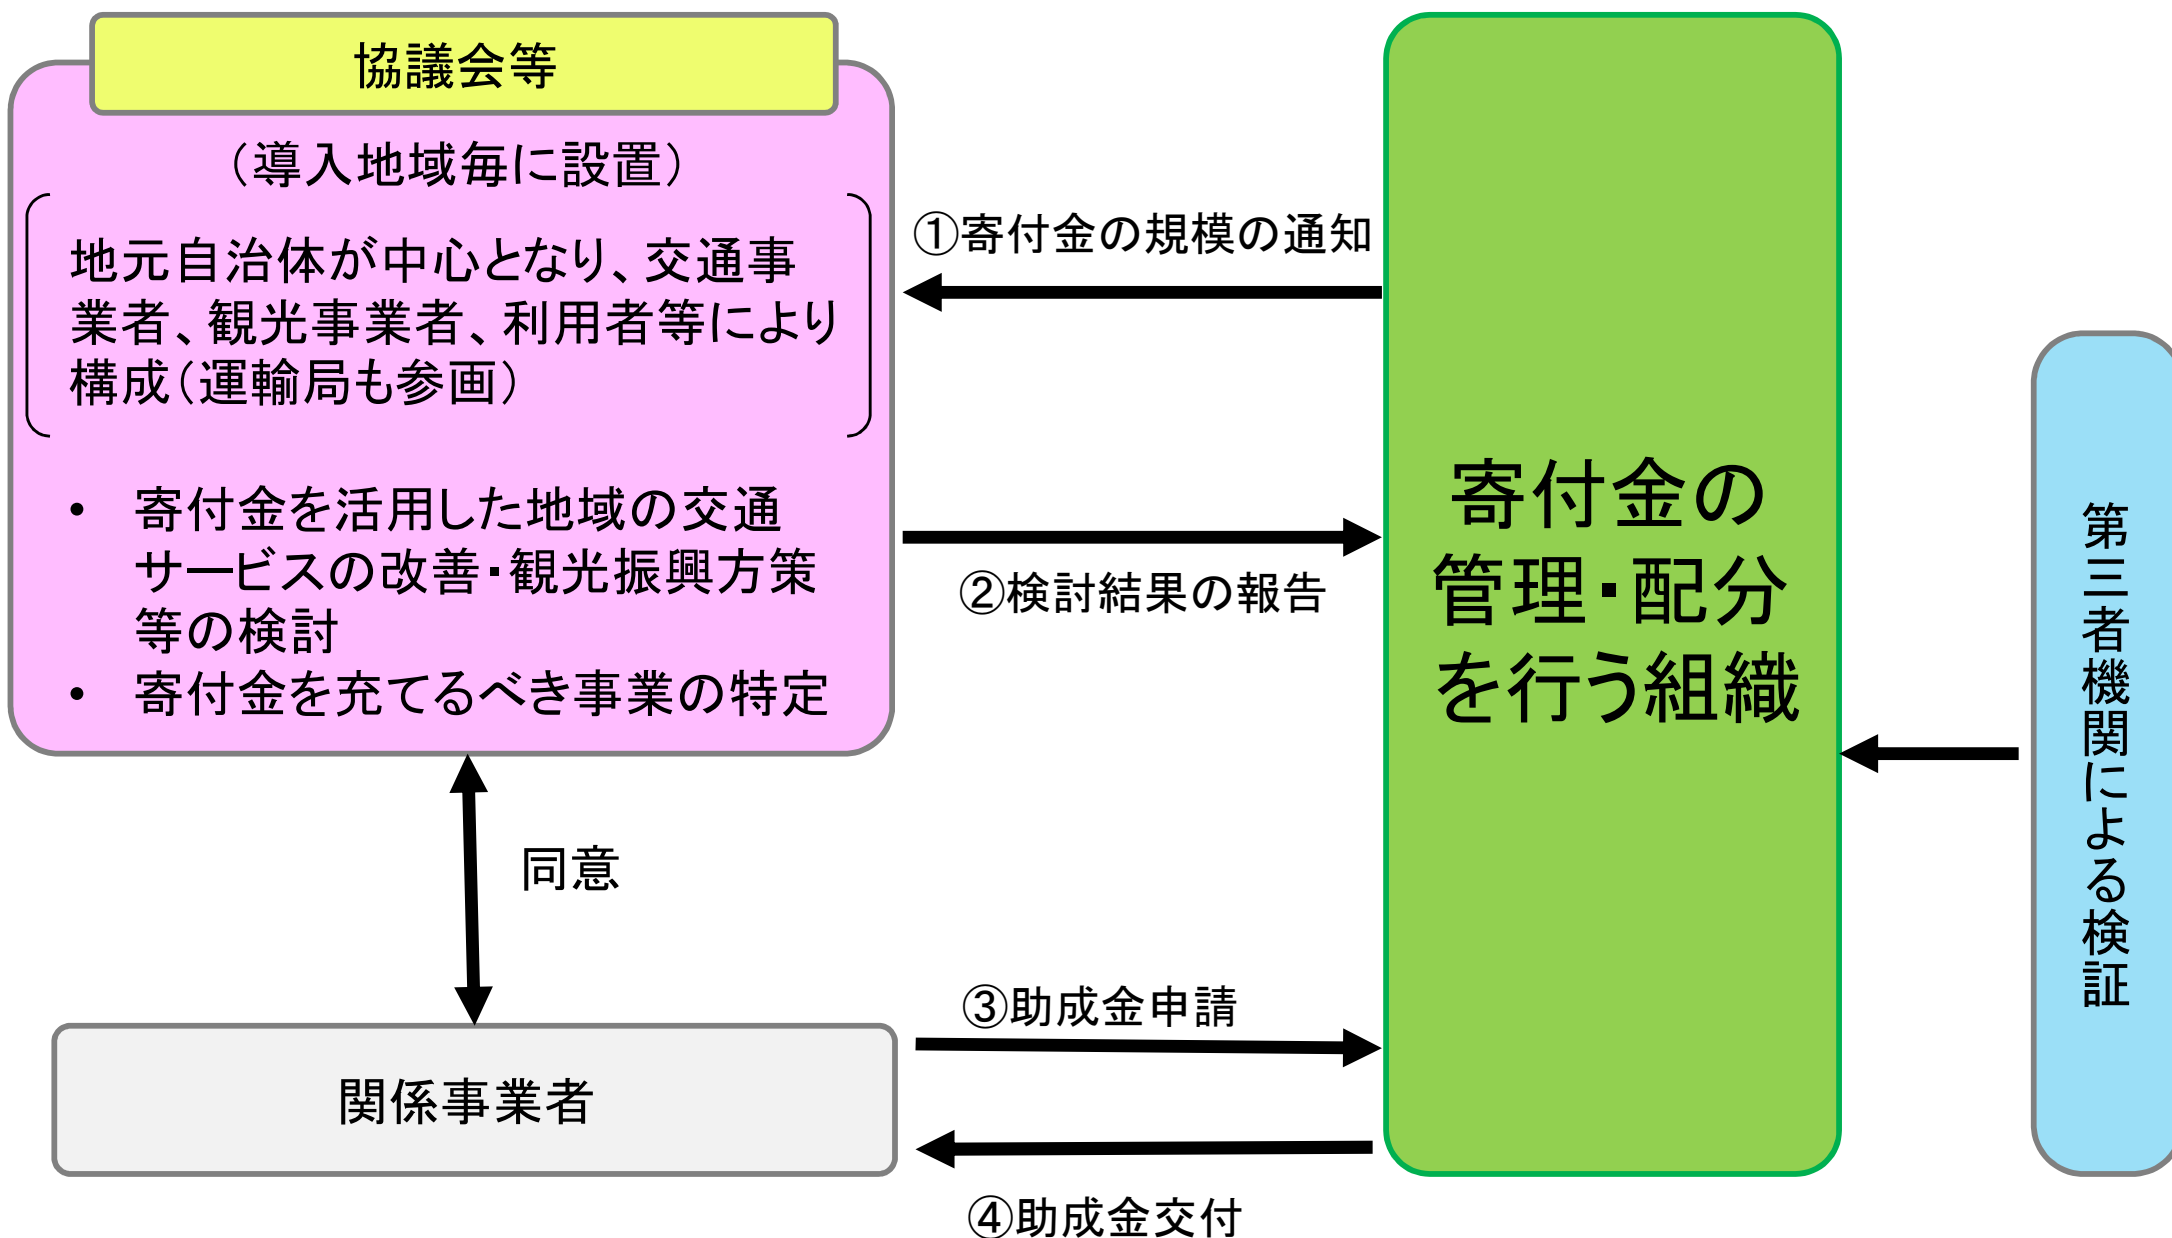 協議会等
（導入地域毎に設置）
地元自治体が中心となり、交通事
業者、観光事業者、利用者等により
構成（運輸局も参画）
• 寄付金を活用した地域の交通
サービスの改善・観光振興方策
等の検討
• 寄付金を充てるべき事業の特定
①寄付金の規模の通知
②検討結果の報告
寄付金の
管理・配分
を行う組織
第三者機関による検証
同意
関係事業者
③助成金申請
④助成金交付